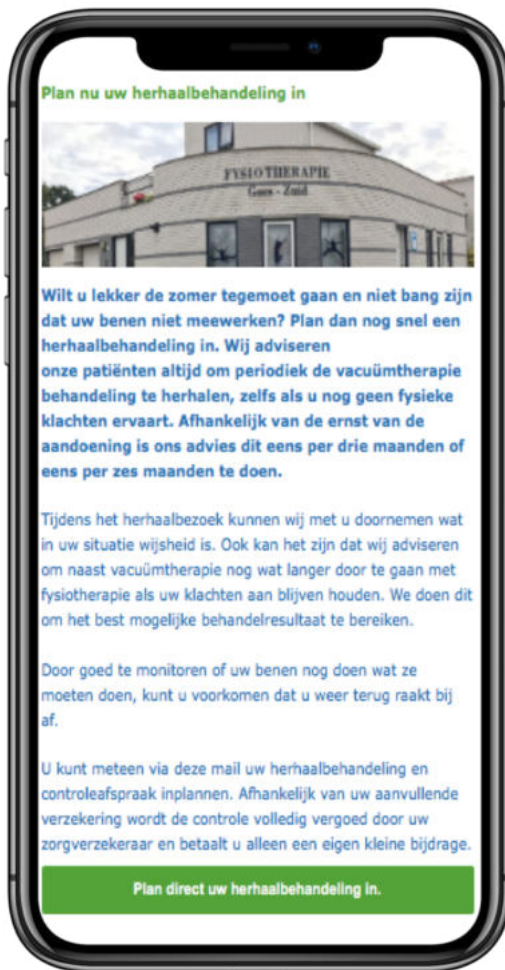 Plan nu uw herhaalbehandeling in
FYSIOTHERAPIE
Goes - Zuid
Wilt u lekker de zomer tegemoet gaan en niet bang zijn
dat uw benen niet meewerken? Plan dan nog snel een
herhaalbehandeling in. Wij adviseren
onze patiënten altijd om periodiek de vacuümtherapie
behandeling te herhalen, zelfs als u nog geen fysieke
klachten ervaart. Afhankelijk van de ernst van de
aandoening is ons advies dit eens per drie maanden of
eens per zes maanden te doen.
Tijdens het herhaalbezoek kunnen wij met u doornemen wat
in uw situatie wijsheid is. Ook kan het zijn dat wij adviseren
om naast vacuümtherapie nog wat langer door te gaan met
fysiotherapie als uw klachten aan blijven houden. We doen dit
om het best mogelijke behandelresultaat te bereiken.
Door goed te monitoren of uw benen nog doen wat ze
moeten doen, kunt u voorkomen dat u weer terug raakt bij
af.
U kunt meteen via deze mail uw herhaalbehandeling en
controleafspraak inplannen. Afhankelijk van uw aanvullende
verzekering wordt de controle volledig vergoed door uw
zorgverzekeraar en betaalt u alleen een eigen kleine bijdrage.
Plan direct uw herhaalbehandeling in.